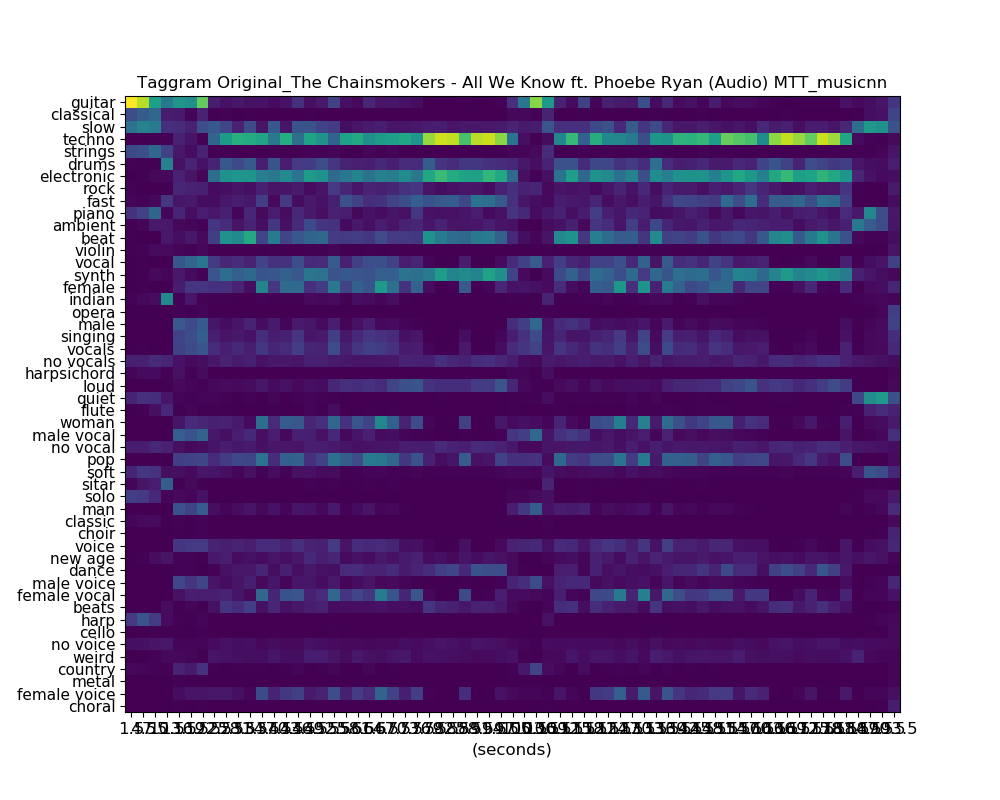 Taggram Original_The Chainsmokers - All We Know ft. Phoebe Ryan (Audio) MTT_musicnn
guitar
classical
slow
techno
strings
drums
electronic
rock
fast
piano
ambient
beat
violin
vocal
synth
female
indian
opera
male
singing
vocals
no vocals
harpsichord
loud
quiet
flute
woman
male vocal
no vocal
pop
soft
sitar
solo
man
classic
choir
voice
new age
dance
male voice
female vocal
beats
harp
cello
no voice
weird
country
metal
female voice
choral
(seconds)